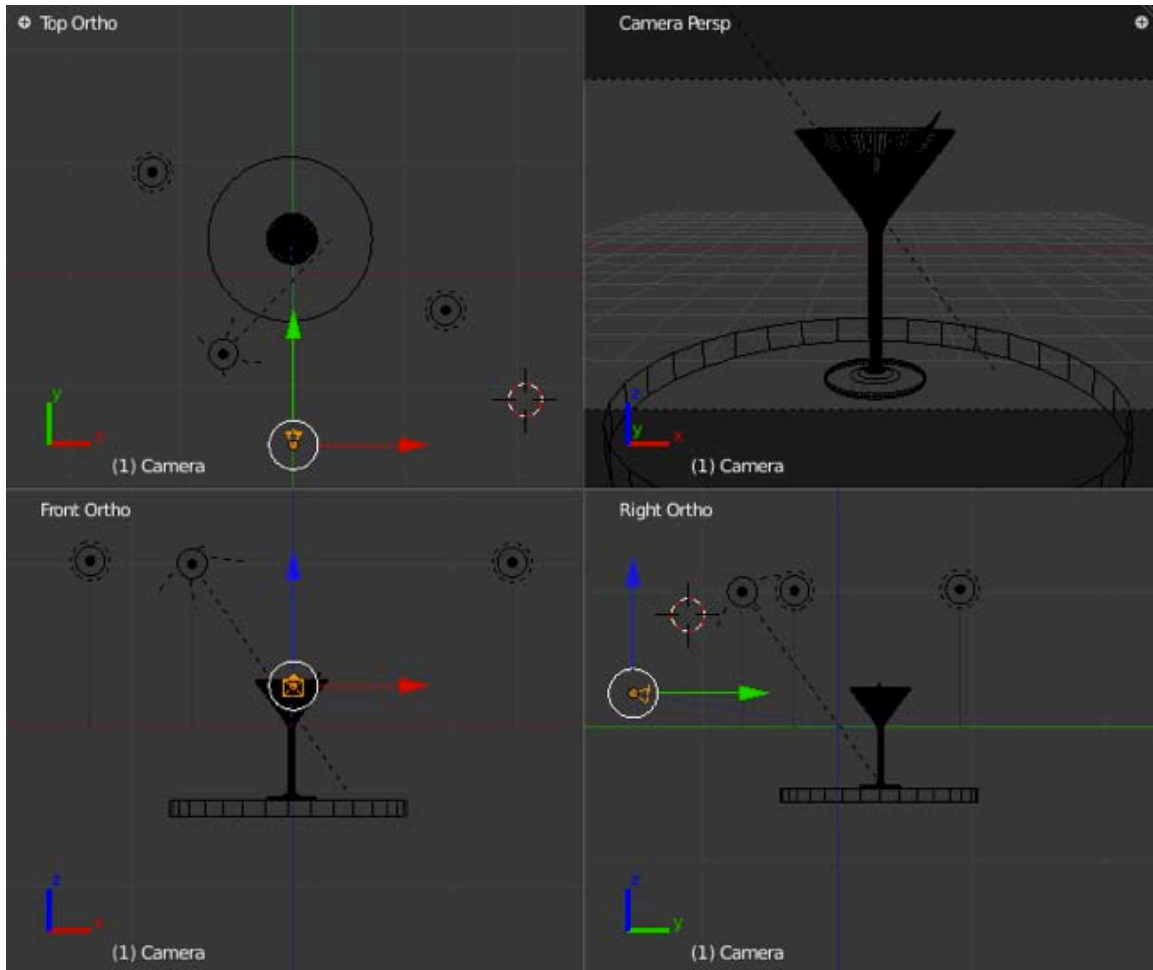 Top Ortho
y
x
(1) Camera
Camera Persp
z
y
x
(1) Camera
Front Ortho
z
x
(1) Camera
Right Ortho
z
y
(1) Camera